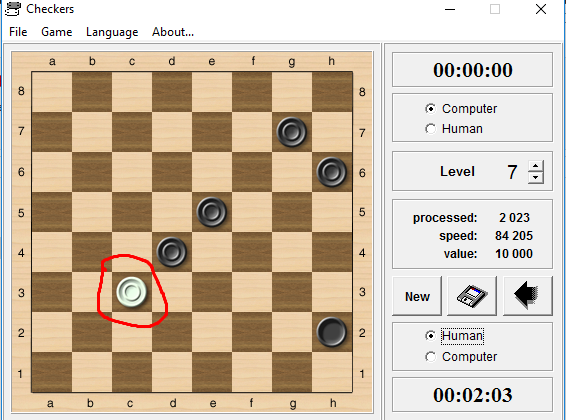 Checkers
File Game Language About...
a b c d e f g h
8 8
7 7
6 6
5 5
4 4
3 3
2 2
1 1
a b c d e f g h
00:00:00
Computer
Human
Level 7
processed: 2 023
speed: 84 205
value: 10 000
New
Human
Computer
00:02:03